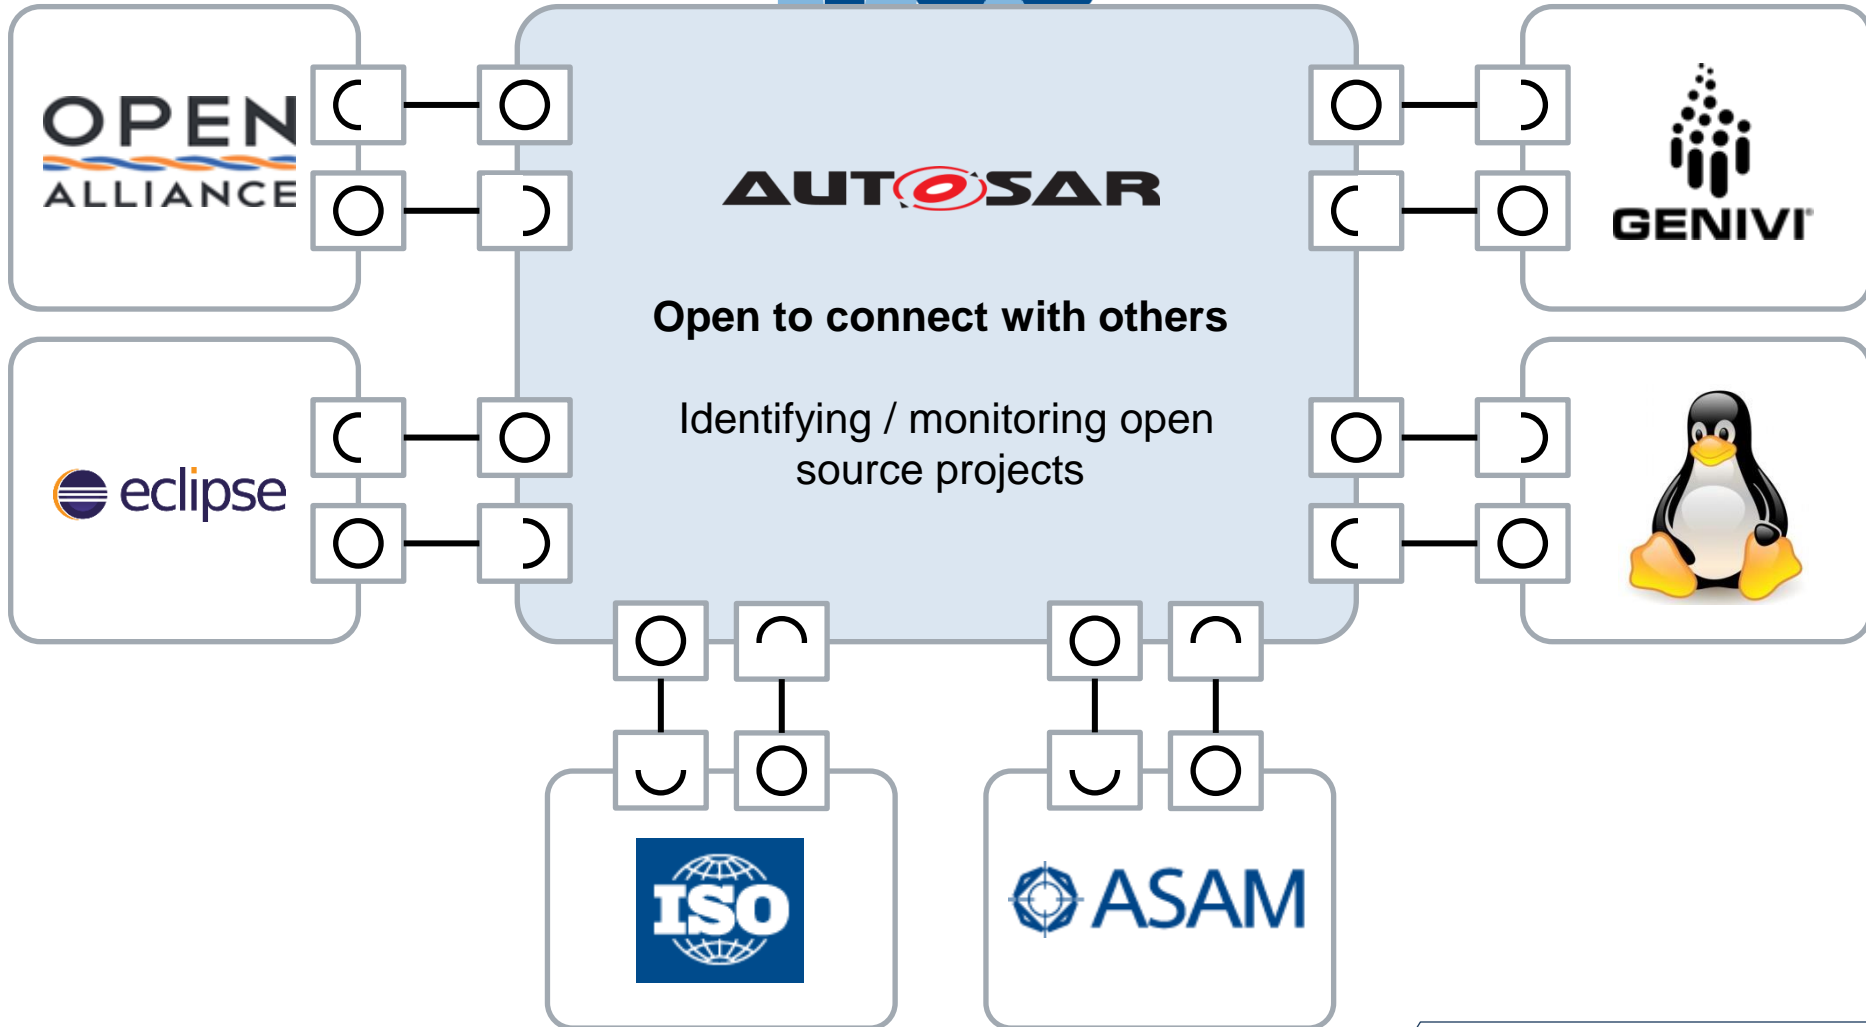 OPEN
ALLIANCE
AUTOSAR
GENIVI®
Open to connect with others
Identifying / monitoring open
source projects
eclipse
ISO
ASAM